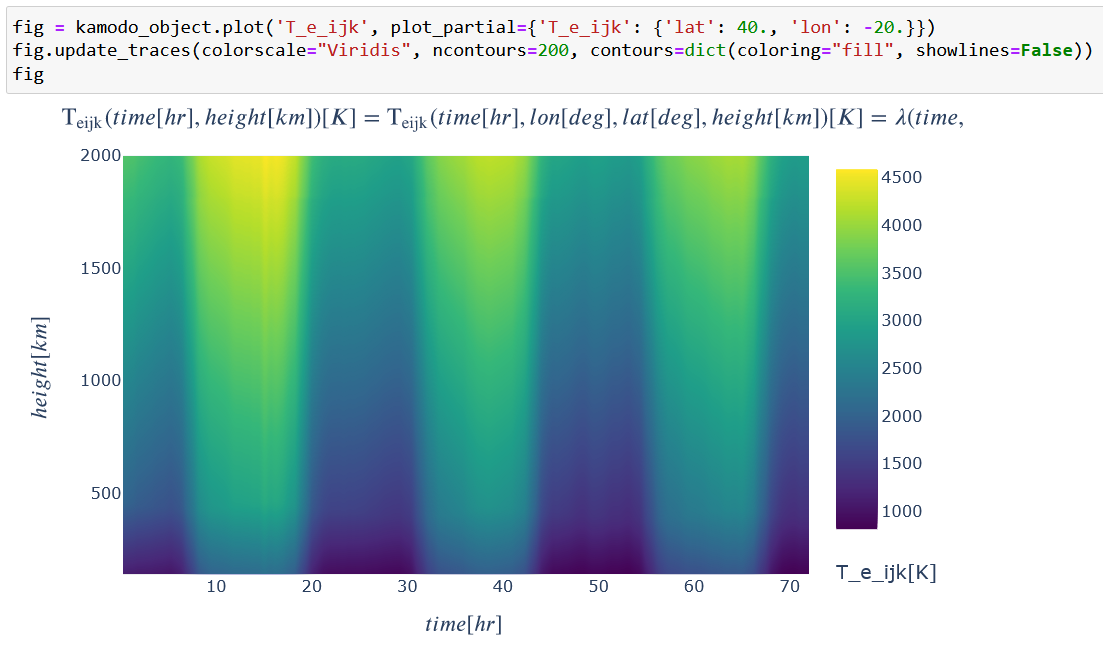 fig = kamodo_object.plot('T_e_ijk', plot_partial={'T_e_ijk': {'lat': 40., 'lon': -20.}})
fig.update_traces(colorscale="Viridis", ncontours=200, contours=dict(coloring="fill", showlines=False))
fig
T_eijk(time[hr], height[km])[K] = T_eijk(time[hr], lon[deg], lat[deg], height[km])[K] = λ(time,
2000
1500
1000
500
height[km]
10 20 30 40 50 60 70
time[hr]
4500
4000
3500
3000
2500
2000
1500
1000
T_e_ijk[K]